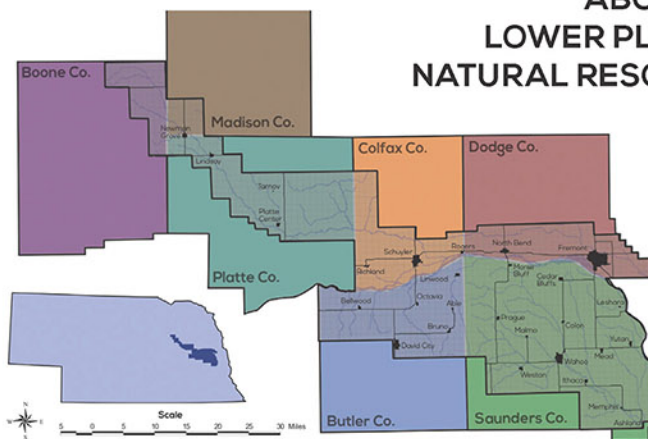 ABO
LOWER PL
NATURAL RESO
Boone Co.
Madison Co.
Colfax Co.
Dodge Co.
Newman
Grove
Lindsay
Tarnov
Platte
Center
Platte Co.
Schuyler
Rogers
North Bend
Fremont
Richland
Linwood
Morse
Bluff
Cedar
Bluffs
Bellwood
Octavia
Abie
Leshara
Prague
Colon
Bruno
Malmo
Yutan
David City
Wahoo
Mead
Weston
Ithaca
Memphis
Ashland
Butler Co.
Saunders Co.
N
W
E
S
Scale
5 0 5 10 15 20 30 Miles